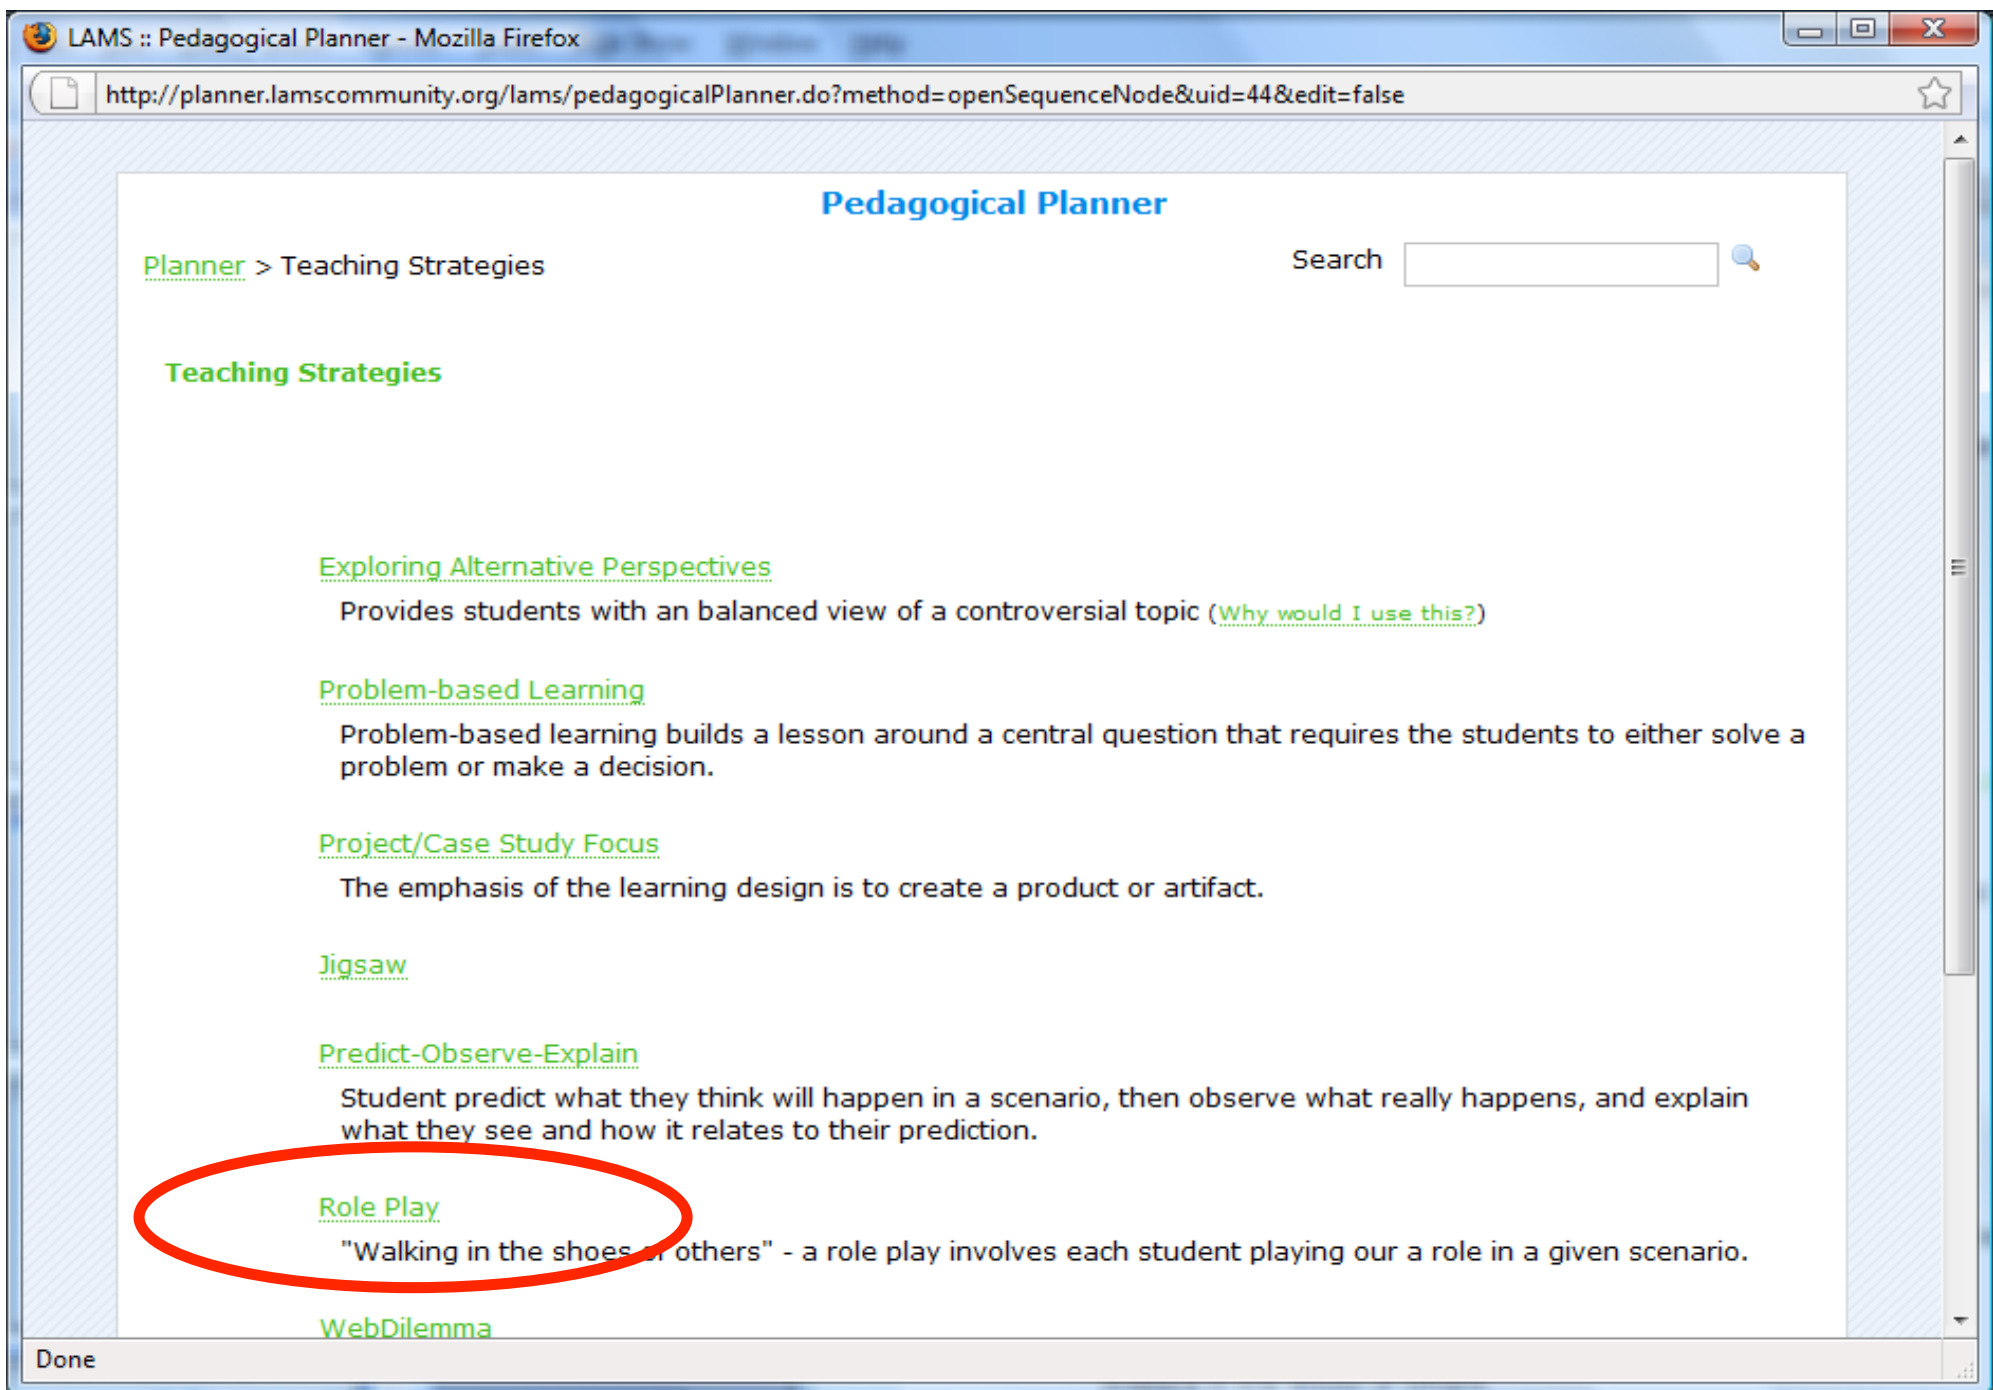 LAMS :: Pedagogical Planner - Mozilla Firefox
http://planner.lamscommunity.org/lams/pedagogicalPlanner.do?method=openSequenceNode&uid=44&edit=false
Pedagogical Planner
Planner > Teaching Strategies
Search
Teaching Strategies
Exploring Alternative Perspectives
Provides students with an balanced view of a controversial topic (Why would I use this?)
Problem-based Learning
Problem-based learning builds a lesson around a central question that requires the students to either solve a
problem or make a decision.
Project/Case Study Focus
The emphasis of the learning design is to create a product or artifact.
Jigsaw
Predict-Observe-Explain
Student predict what they think will happen in a scenario, then observe what really happens, and explain
what they see and how it relates to their prediction.
Role Play
"Walking in the shoes of others" - a role play involves each student playing our a role in a given scenario.
WebDilemma
Done